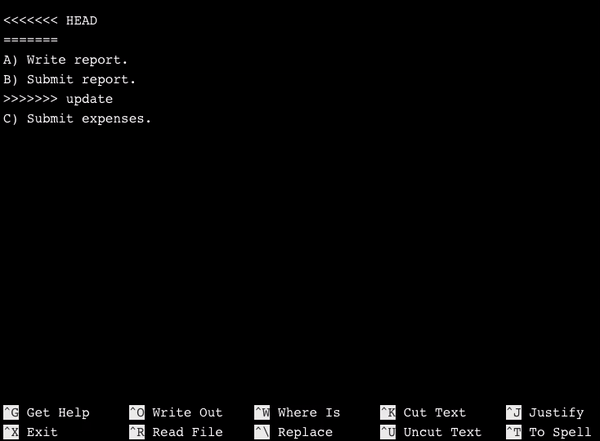 <<<<<<< HEAD
=======
A) Write report.
B) Submit report.
>>>>>>> update
C) Submit expenses.
^G Get Help ^O Write Out ^W Where Is ^K Cut Text ^J Justify
^X Exit ^R Read File ^\ Replace ^U Uncut Text ^T To Spell